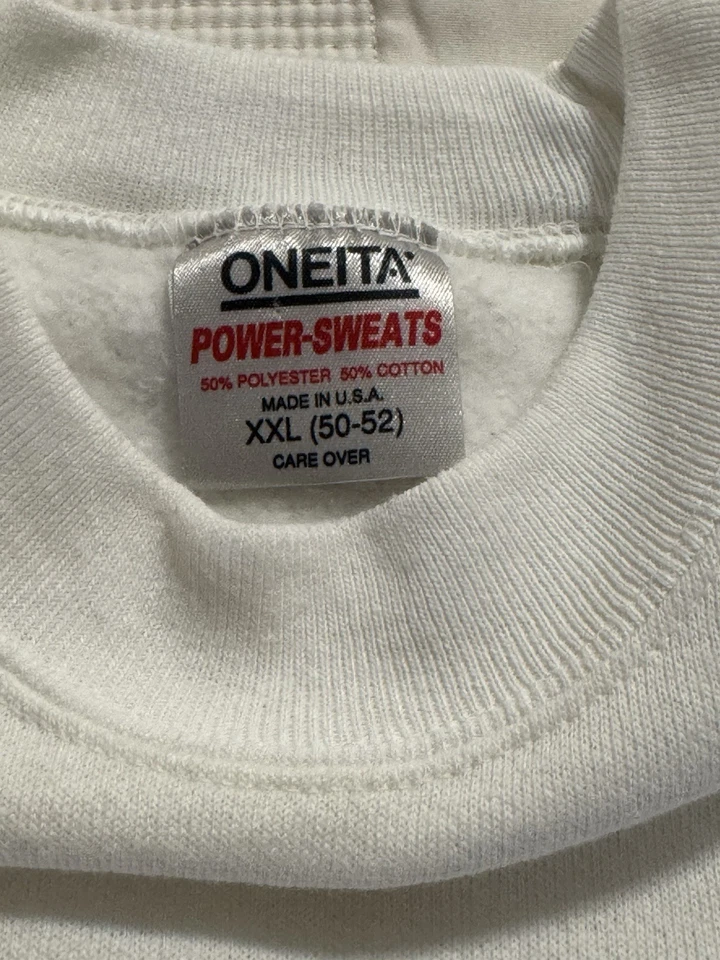 ONEITA
POWER-SWEATS
50% POLYESTER 50% COTTON
MADE IN U.S.A.
XXL (50-52)
CARE OVER